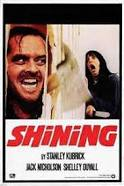 SHiNiNG
BY STANLEY KUBRICK
JACK NICHOLSON SHELLEY DUVALL